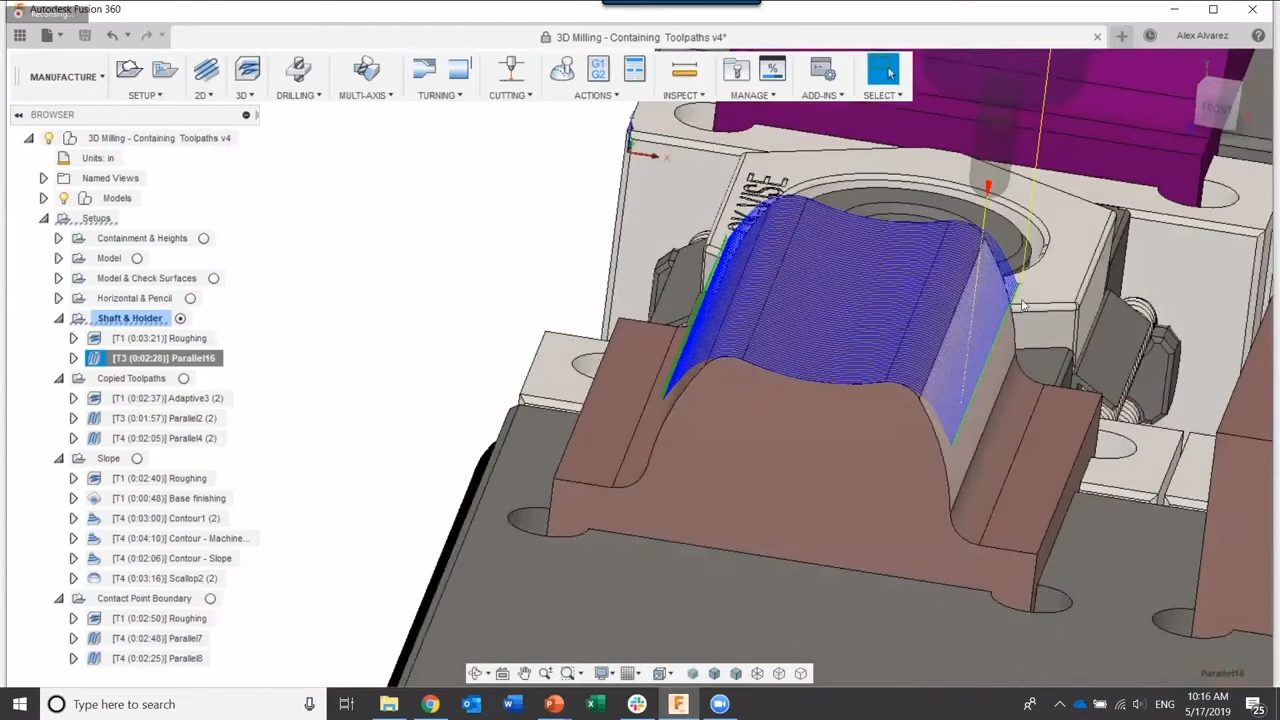 Autodesk Fusion 360
Recording...
3D Milling - Containing Toolpaths v4*
Alex Alvarez
MANUFACTURE
SETUP
2D
3D
DRILLING
MULTI-AXIS
TURNING
CUTTING
G1
G2
ACTIONS
INSPECT
MANAGE
ADD-INS
SELECT
BROWSER
FRONT
3D Milling - Containing Toolpaths v4
Units: in
Named Views
Models
Setups
Containment & Heights
Model
Model & Check Surfaces
Horizontal & Pencil
Shaft & Holder
[T1 (0:03:21)] Roughing
[T3 (0:02:28)] Parallel16
Copied Toolpaths
[T1 (0:02:37)] Adaptive3 (2)
[T3 (0:01:57)] Parallel2 (2)
[T4 (0:02:05)] Parallel4 (2)
Slope
[T1 (0:02:40)] Roughing
[T1 (0:00:48)] Base finishing
[T4 (0:03:00)] Contour1 (2)
[T4 (0:04:10)] Contour - Machine...
[T4 (0:02:06)] Contour - Slope
[T4 (0:03:16)] Scallop2 (2)
Contact Point Boundary
[T1 (0:02:50)] Roughing
[T4 (0:02:48)] Parallel7
[T4 (0:02:25)] Parallel8
X
Parallel16
Type here to search
ENG
10:16 AM
5/17/2019
25